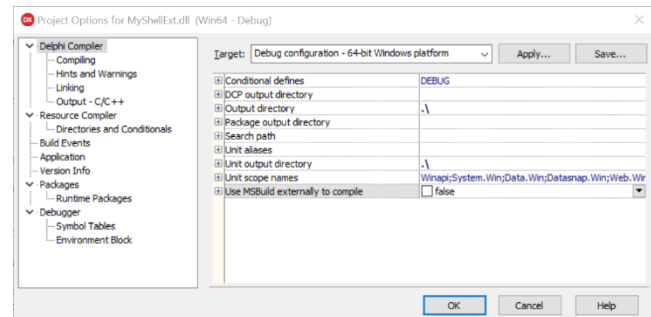 Project Options for MyShellExt.dll (Win64 - Debug)
Delphi Compiler
Compiling
Hints and Warnings
Linking
Output - C/C++
Resource Compiler
Directories and Conditionals
Build Events
Application
Version Info
Packages
Runtime Packages
Debugger
Symbol Tables
Environment Block
Target: Debug configuration - 64-bit Windows platform Apply... Save...
Conditional defines DEBUG
DCP output directory
Output directory .\
Package output directory
Search path
Unit aliases
Unit output directory .\
Unit scope names Winapi;System.Win;Data.Win;Datasnap.Win;Web.Wir
Use MSBuild externally to compile false
OK Cancel Help